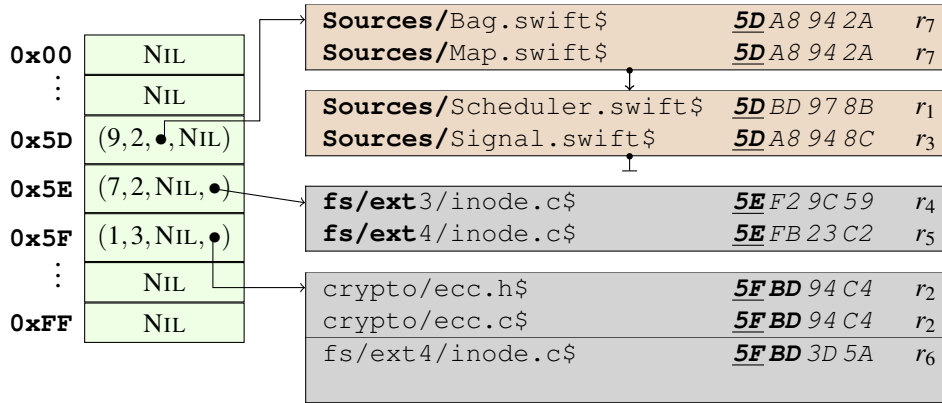 Sources/Bag.swift$ 5D A8 94 2A r7
0x00 NIL Sources/Map.swift$ 5D A8 94 2A r7
⋮ NIL
0x5D (9,2,•,NIL) Sources/Scheduler.swift$ 5D BD 97 8B r1
Sources/Signal.swift$ 5D A8 94 8C r3
0x5E (7,2,NIL,•) fs/ext3/inode.c$ 5E F2 9C 59 r4
0x5F (1,3,NIL,•) fs/ext4/inode.c$ 5E FB 23 C2 r5
⋮ NIL crypto/ecc.h$ 5F BD 94 C4 r2
0xFF NIL crypto/ecc.c$ 5F BD 94 C4 r2
fs/ext4/inode.c$ 5F BD 3D 5A r6